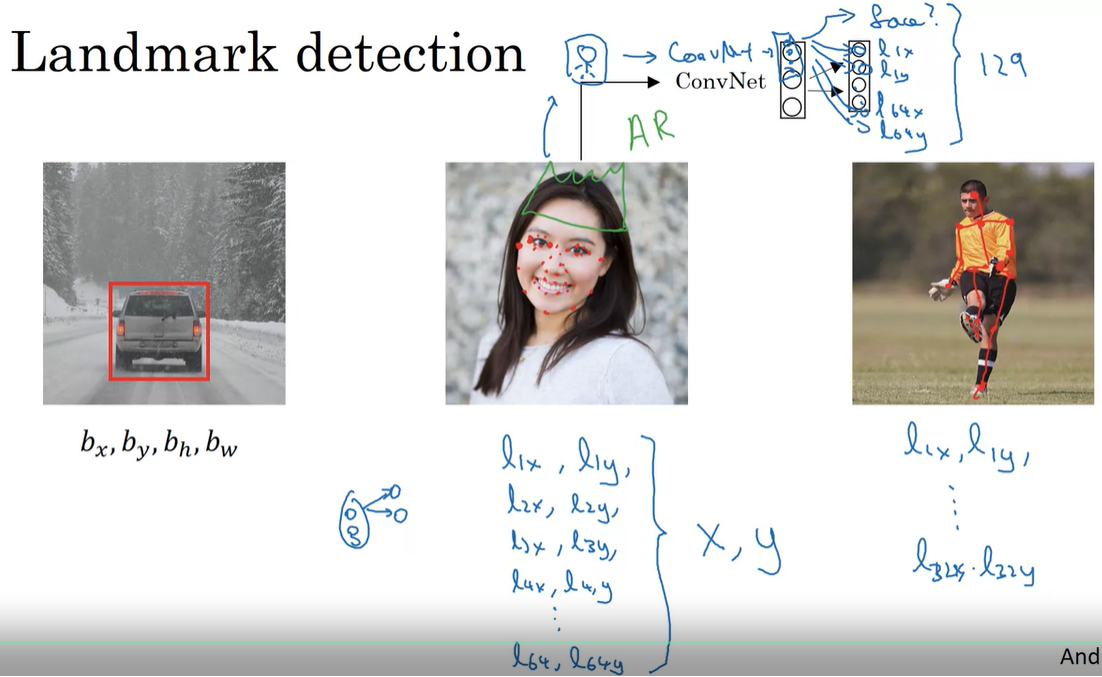 Landmark detection
ConvNet
ConvNet
face?
l1x
l1y
l64x
l64y
129
AR
bx, by, bh, bw
l1x, l1y,
l2x, l2y,
l3x, l3y,
l4x, l4y
⋮
l64, l64y
x, y
l1x, l1y,
⋮
l32x, l32y
And